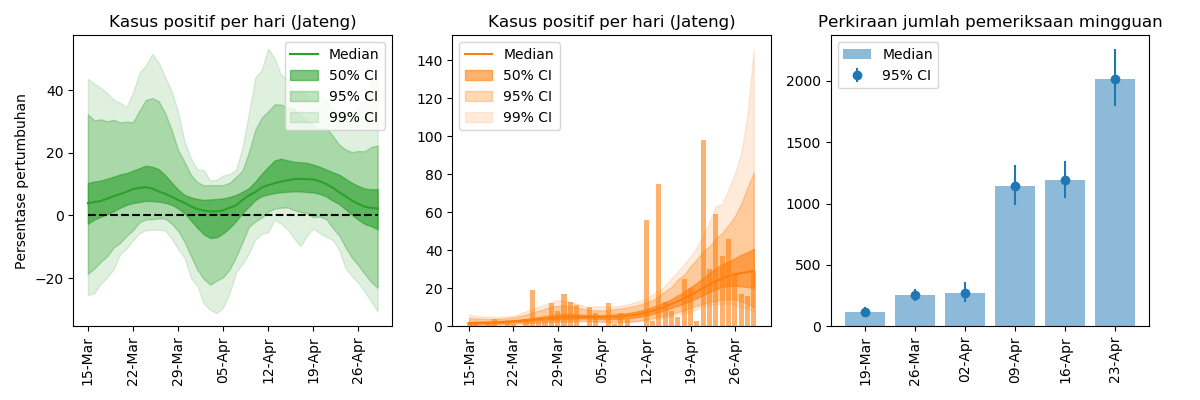 Kasus positif per hari (Jateng)
Persentase pertumbuhan
40
20
0
−20
Median
50% CI
95% CI
99% CI
15-Mar
22-Mar
29-Mar
05-Apr
12-Apr
19-Apr
26-Apr
Kasus positif per hari (Jateng)
140
120
100
80
60
40
20
0
Median
50% CI
95% CI
99% CI
15-Mar
22-Mar
29-Mar
05-Apr
12-Apr
19-Apr
26-Apr
Perkiraan jumlah pemeriksaan mingguan
2000
1500
1000
500
0
Median
95% CI
19-Mar
26-Mar
02-Apr
09-Apr
16-Apr
23-Apr